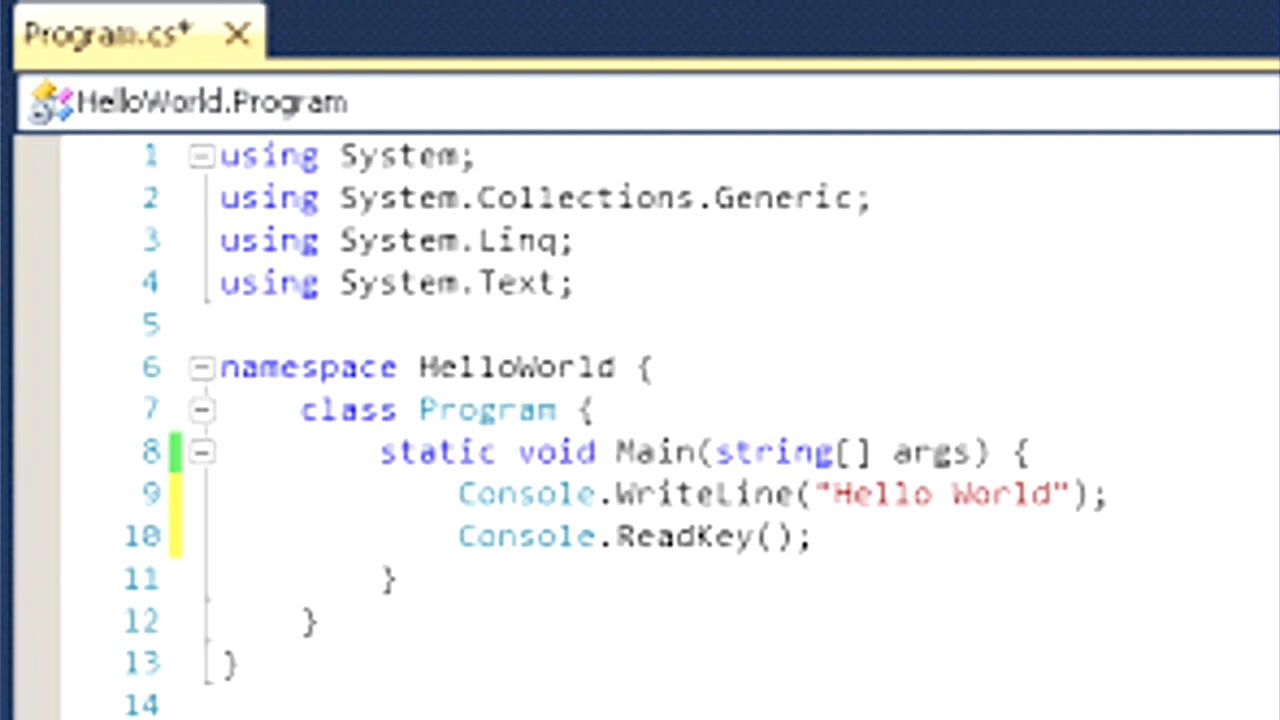 Program.cs*
HelloWorld.Program
1 using System;
2 using System.Collections.Generic;
3 using System.Linq;
4 using System.Text;
5
6 namespace HelloWorld {
7     class Program {
8         static void Main(string[] args) {
9             Console.WriteLine("Hello World");
10             Console.ReadKey();
11         }
12     }
13 }
14